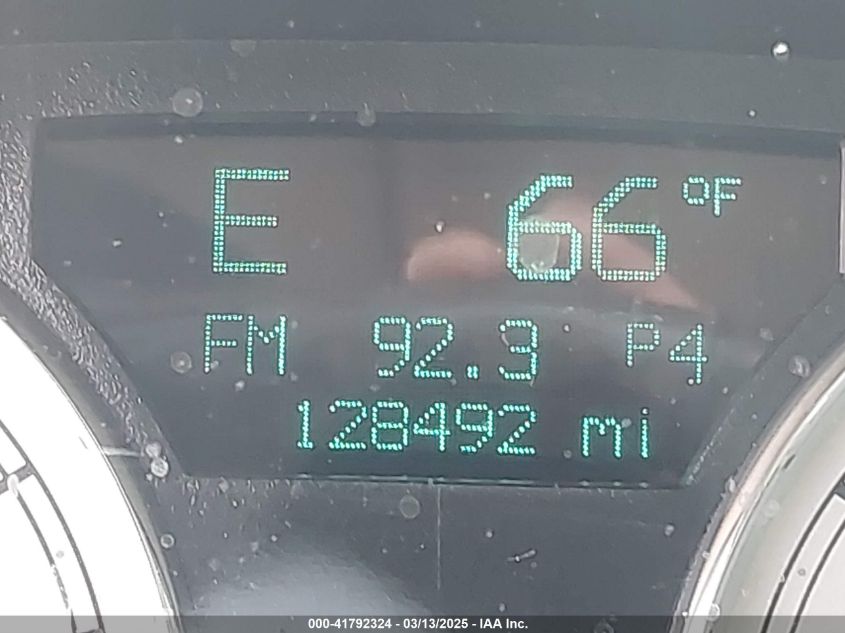 E 66 °F
FM 92.3 P4
128492 mi
000-41792324 - 03/13/2025 - IAA Inc.